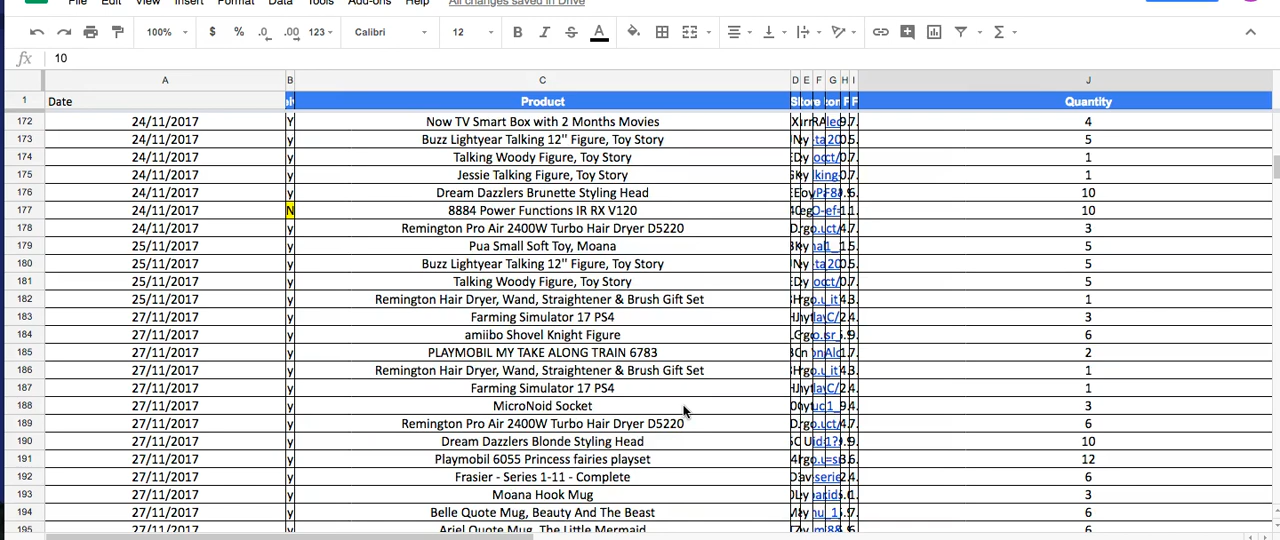 File Edit View Insert Format Data Tools Add-ons Help All changes saved in Drive
100% $ % .0 .00 123 Calibri 12 B I S A
fx 10
A B C D E F G H I J
1 Date Product Quantity
172 24/11/2017 Y Now TV Smart Box with 2 Months Movies 4
173 24/11/2017 y Buzz Lightyear Talking 12" Figure, Toy Story 5
174 24/11/2017 y Talking Woody Figure, Toy Story 1
175 24/11/2017 y Jessie Talking Figure, Toy Story 1
176 24/11/2017 y Dream Dazzlers Brunette Styling Head 10
177 24/11/2017 N 8884 Power Functions IR RX V120 10
178 24/11/2017 y Remington Pro Air 2400W Turbo Hair Dryer D5220 3
179 25/11/2017 y Pua Small Soft Toy, Moana 5
180 25/11/2017 y Buzz Lightyear Talking 12" Figure, Toy Story 5
181 25/11/2017 y Talking Woody Figure, Toy Story 5
182 25/11/2017 y Remington Hair Dryer, Wand, Straightener & Brush Gift Set 1
183 27/11/2017 y Farming Simulator 17 PS4 3
184 27/11/2017 y amiibo Shovel Knight Figure 6
185 27/11/2017 y PLAYMOBIL MY TAKE ALONG TRAIN 6783 2
186 27/11/2017 y Remington Hair Dryer, Wand, Straightener & Brush Gift Set 1
187 27/11/2017 y Farming Simulator 17 PS4 1
188 27/11/2017 y MicroNoid Socket 3
189 27/11/2017 y Remington Pro Air 2400W Turbo Hair Dryer D5220 6
190 27/11/2017 y Dream Dazzlers Blonde Styling Head 10
191 27/11/2017 y Playmobil 6055 Princess fairies playset 12
192 27/11/2017 y Frasier - Series 1-11 - Complete 6
193 27/11/2017 y Moana Hook Mug 3
194 27/11/2017 y Belle Quote Mug, Beauty And The Beast 6
195 27/11/2017 y Ariel Quote Mug, The Little Mermaid 6